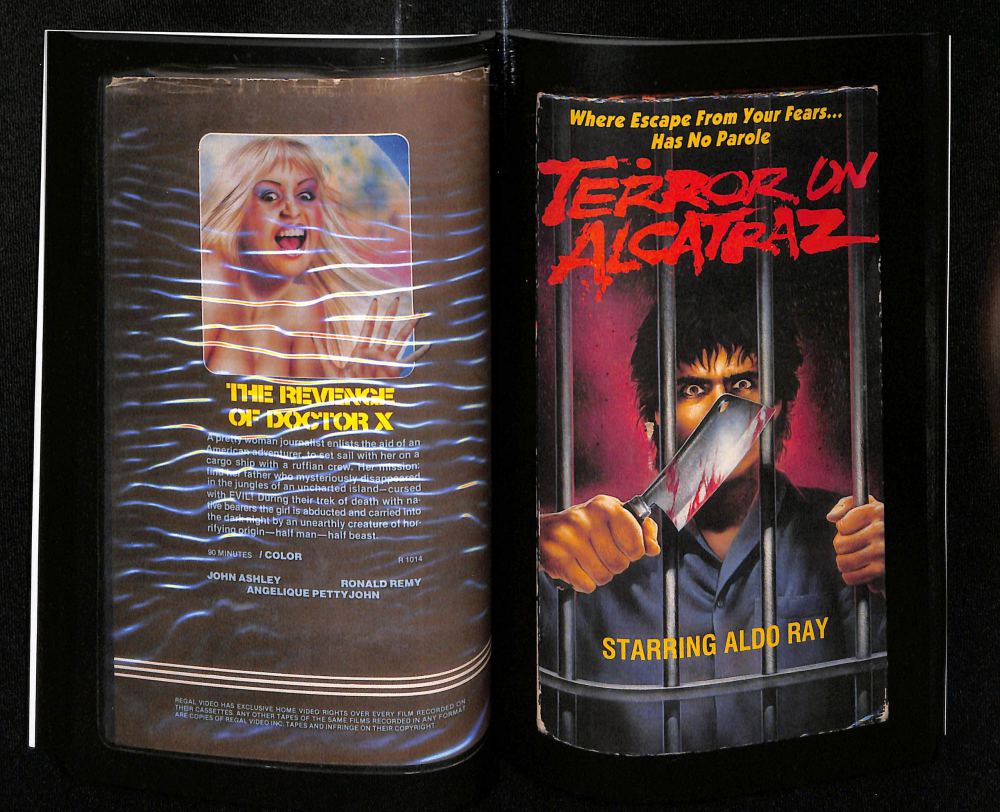 THE REVENGE
OF DOCTOR X
A pretty woman journalist enlists the aid of an
American adventurer, to set sail with her on a
cargo ship with a ruffian crew. Her mission:
find her father who mysteriously disappeared
in the jungles of an uncharted island—cursed
with EVIL! During their trek of death with na-
tive bearers the girl is abducted and carried into
the dark night by an unearthly creature of hor-
rifying origin—half man—half beast.
90 MINUTES / COLOR R 1014
JOHN ASHLEY RONALD REMY
ANGELIQUE PETTYJOHN
REGAL VIDEO HAS EXCLUSIVE HOME VIDEO RIGHTS OVER EVERY FILM RECORDED ON
THEIR CASSETTES. ANY OTHER TAPES OF THE SAME FILMS RECORDED IN ANY FORMAT
ARE COPIES OF REGAL VIDEO INC. TAPES AND INFRINGE ON THEIR COPYRIGHT.
Where Escape From Your Fears...
Has No Parole
TERROR ON
ALCATRAZ
STARRING ALDO RAY